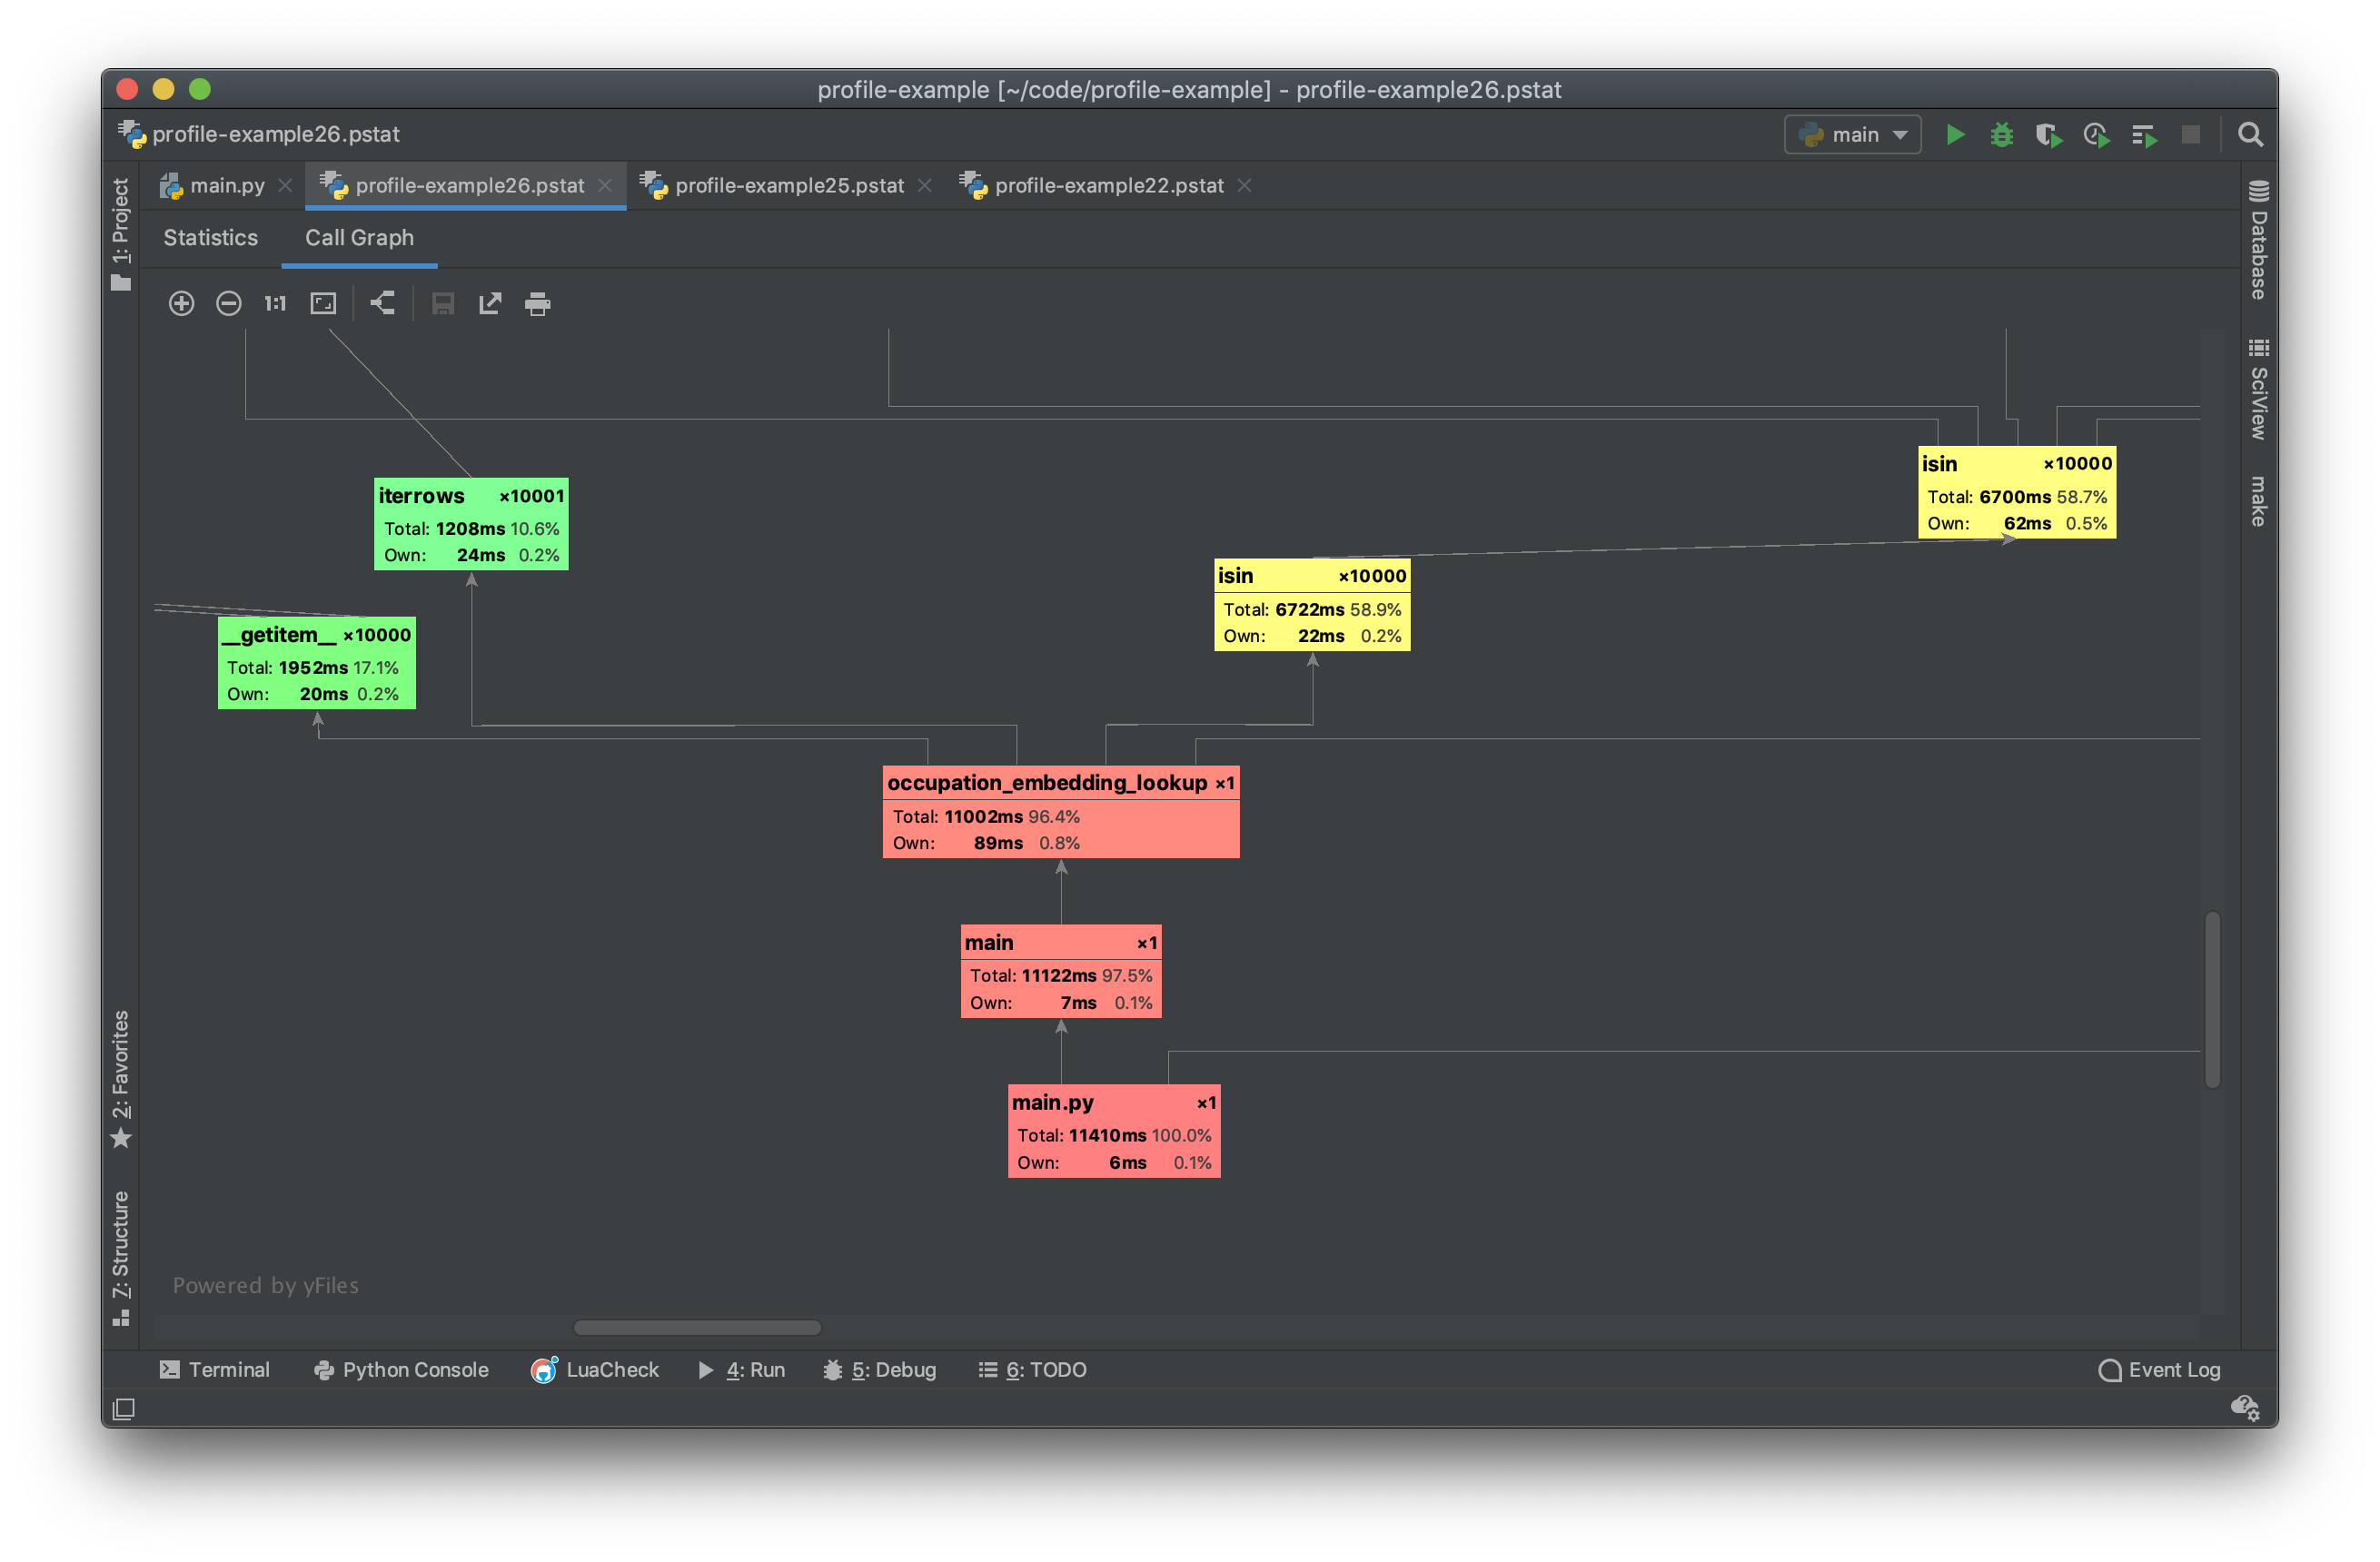 profile-example [~/code/profile-example] - profile-example26.pstat
profile-example26.pstat
main
main.py
profile-example26.pstat
profile-example25.pstat
profile-example22.pstat
Statistics
Call Graph
1:1
1: Project
2: Favorites
7: Structure
Database
SciView
make
isin ×10000
Total: 6700ms 58.7%
Own: 62ms 0.5%
iterrows ×10001
Total: 1208ms 10.6%
Own: 24ms 0.2%
isin ×10000
Total: 6722ms 58.9%
Own: 22ms 0.2%
__getitem__ ×10000
Total: 1952ms 17.1%
Own: 20ms 0.2%
occupation_embedding_lookup ×1
Total: 11002ms 96.4%
Own: 89ms 0.8%
main ×1
Total: 11122ms 97.5%
Own: 7ms 0.1%
main.py ×1
Total: 11410ms 100.0%
Own: 6ms 0.1%
Powered by yFiles
Terminal
Python Console
LuaCheck
4: Run
5: Debug
6: TODO
Event Log